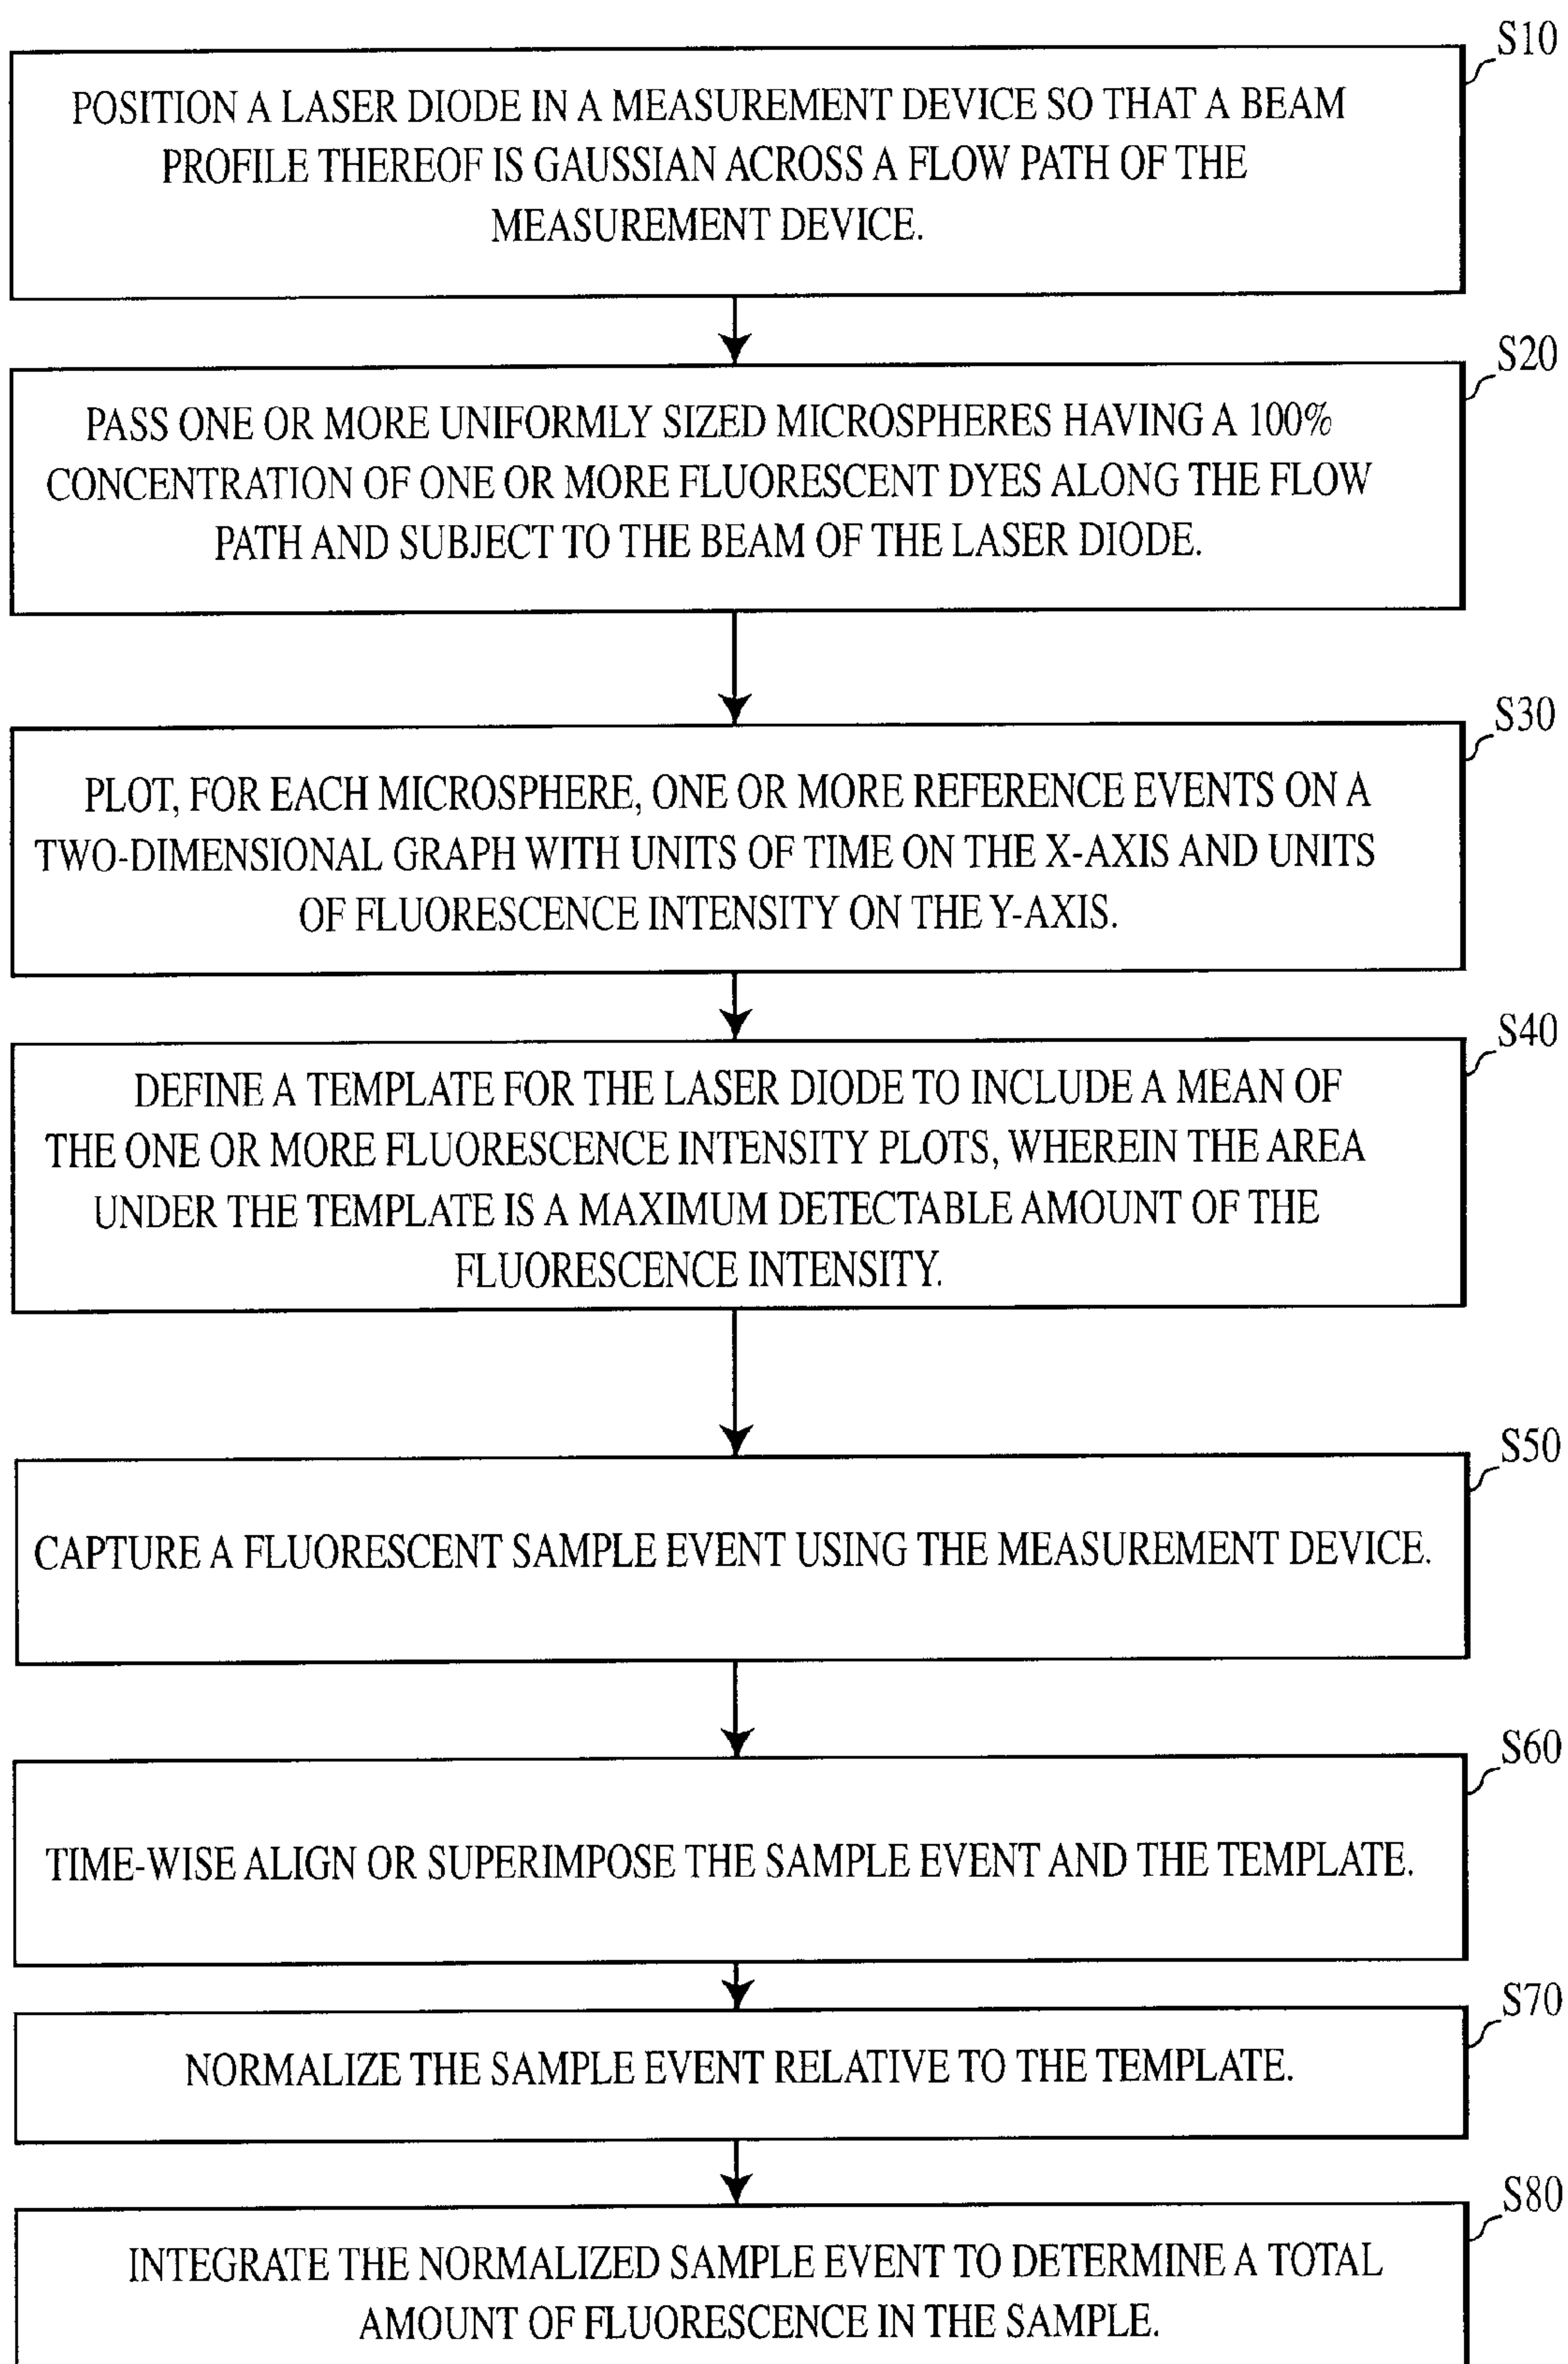 S10
POSITION A LASER DIODE IN A MEASUREMENT DEVICE SO THAT A BEAM
PROFILE THEREOF IS GAUSSIAN ACROSS A FLOW PATH OF THE
MEASUREMENT DEVICE.
S20
PASS ONE OR MORE UNIFORMLY SIZED MICROSPHERES HAVING A 100%
CONCENTRATION OF ONE OR MORE FLUORESCENT DYES ALONG THE FLOW
PATH AND SUBJECT TO THE BEAM OF THE LASER DIODE.
S30
PLOT, FOR EACH MICROSPHERE, ONE OR MORE REFERENCE EVENTS ON A
TWO-DIMENSIONAL GRAPH WITH UNITS OF TIME ON THE X-AXIS AND UNITS
OF FLUORESCENCE INTENSITY ON THE Y-AXIS.
S40
DEFINE A TEMPLATE FOR THE LASER DIODE TO INCLUDE A MEAN OF
THE ONE OR MORE FLUORESCENCE INTENSITY PLOTS, WHEREIN THE AREA
UNDER THE TEMPLATE IS A MAXIMUM DETECTABLE AMOUNT OF THE
FLUORESCENCE INTENSITY.
S50
CAPTURE A FLUORESCENT SAMPLE EVENT USING THE MEASUREMENT DEVICE.
S60
TIME-WISE ALIGN OR SUPERIMPOSE THE SAMPLE EVENT AND THE TEMPLATE.
S70
NORMALIZE THE SAMPLE EVENT RELATIVE TO THE TEMPLATE.
S80
INTEGRATE THE NORMALIZED SAMPLE EVENT TO DETERMINE A TOTAL
AMOUNT OF FLUORESCENCE IN THE SAMPLE.